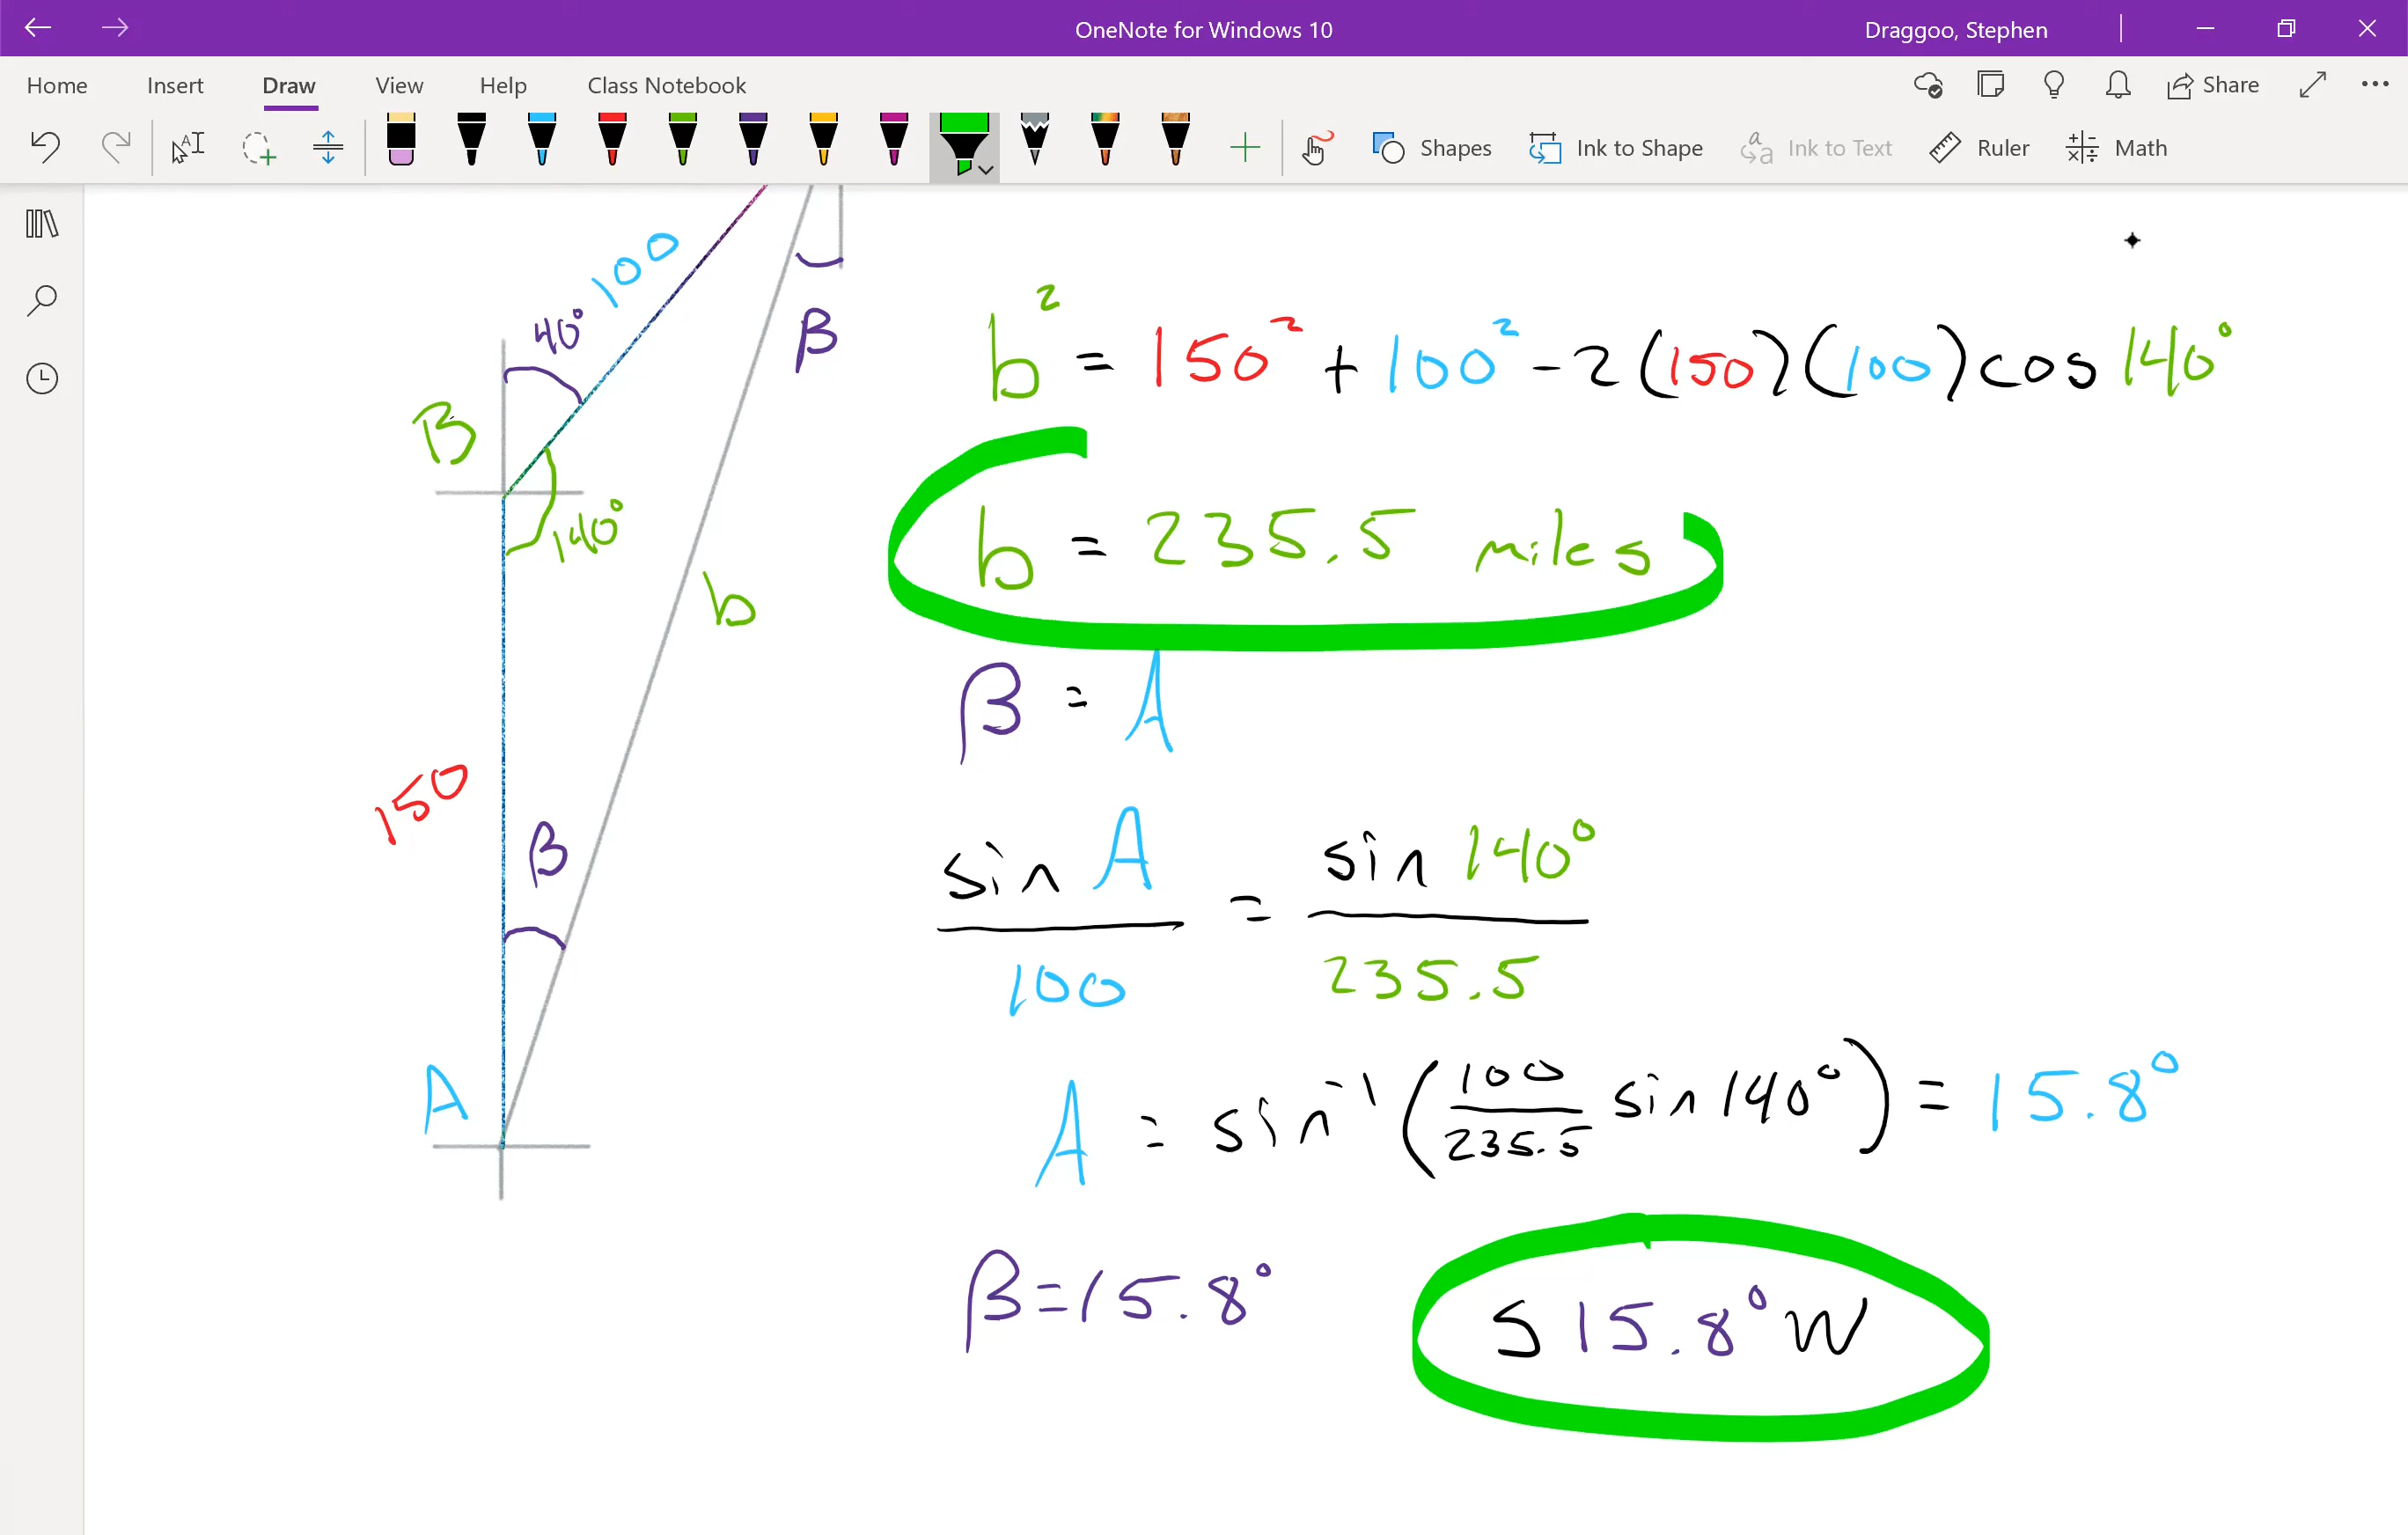 OneNote for Windows 10
Draggoo, Stephen
Home Insert Draw View Help Class Notebook
Share
Shapes Ink to Shape Ink to Text Ruler Math
100
40°
β
B
140°
b
150
β
A
b² = 150² + 100² - 2(150)(100)cos 140°
b = 235.5 miles
β = A
sin A / 100 = sin 140° / 235.5
A = sin⁻¹(100/235.5 sin 140°) = 15.8°
β = 15.8°
S 15.8° W